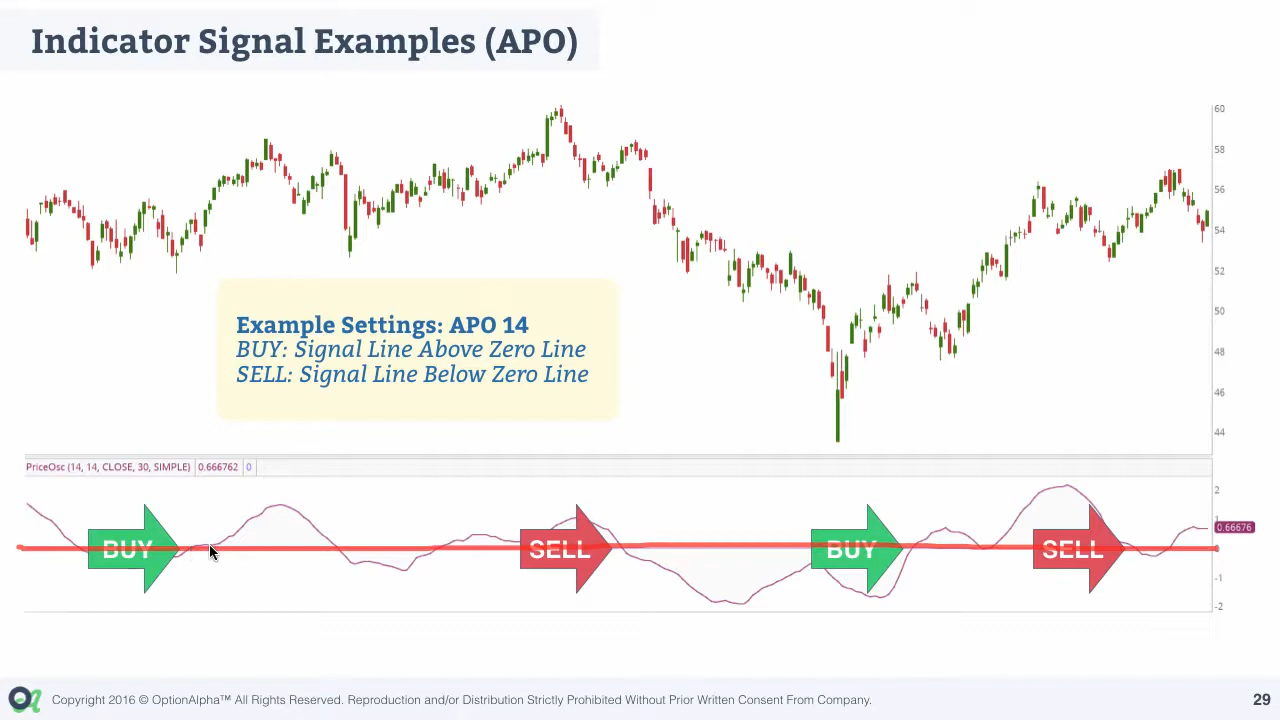 Indicator Signal Examples (APO)
60
58
56
54
52
50
48
46
44
Example Settings: APO 14
BUY: Signal Line Above Zero Line
SELL: Signal Line Below Zero Line
PriceOsc (14, 14, CLOSE, 30, SIMPLE) 0.666762 0
2
1
0.66676
0
-1
-2
BUY SELL BUY SELL
Copyright 2016 © OptionAlpha™ All Rights Reserved. Reproduction and/or Distribution Strictly Prohibited Without Prior Written Consent From Company. 29